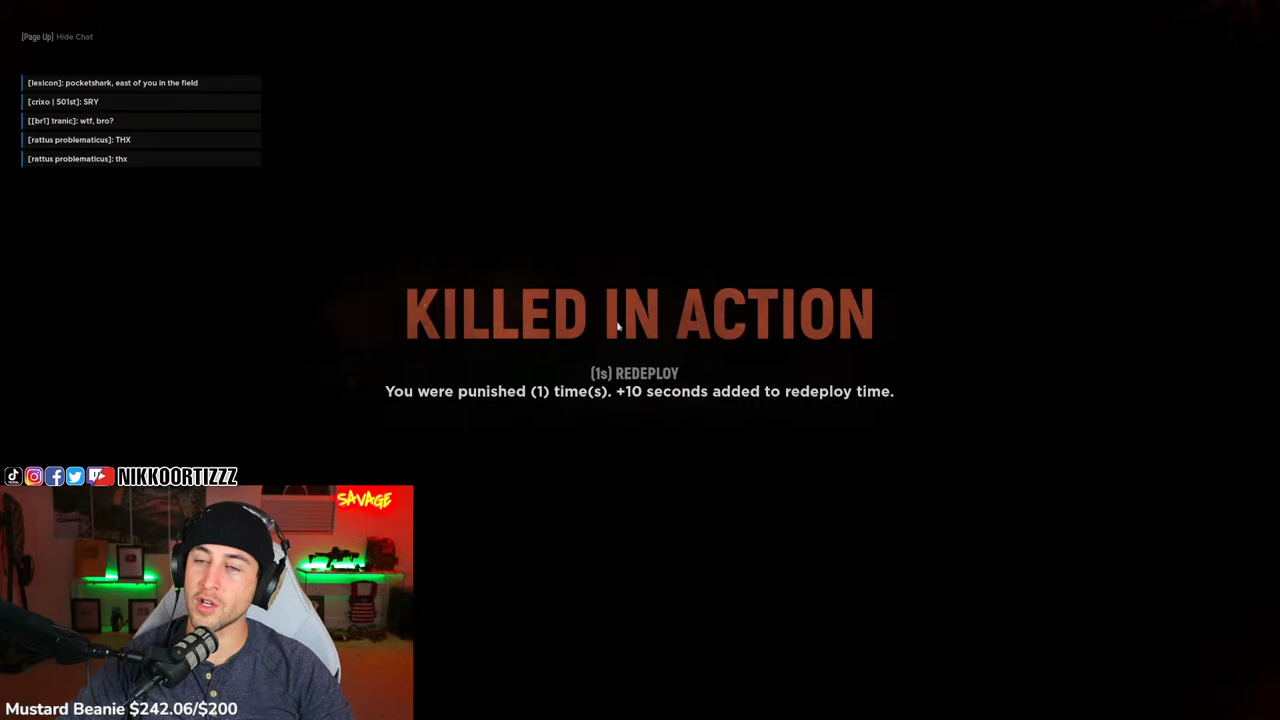 [Page Up] Hide Chat
[lexicon]: pocketshark, east of you in the field
[crixo | 501st]: SRY
[[br1] tranic]: wtf, bro?
[rattus problematicus]: THX
[rattus problematicus]: thx
KILLED IN ACTION
(1s) REDEPLOY
You were punished (1) time(s). +10 seconds added to redeploy time.
NIKKOORTIZZZ
SAVAGE
Mustard Beanie $242.06/$200